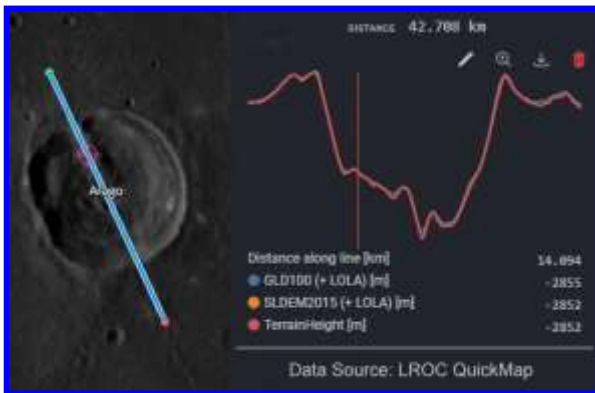 DISTANCE 42.708 km
Arago
Distance along line [km] 14.094
GLD100 (+ LOLA) [m] -2855
SLDEM2015 (+ LOLA) [m] -2852
TerrainHeight [m] -2852
Data Source: LROC QuickMap